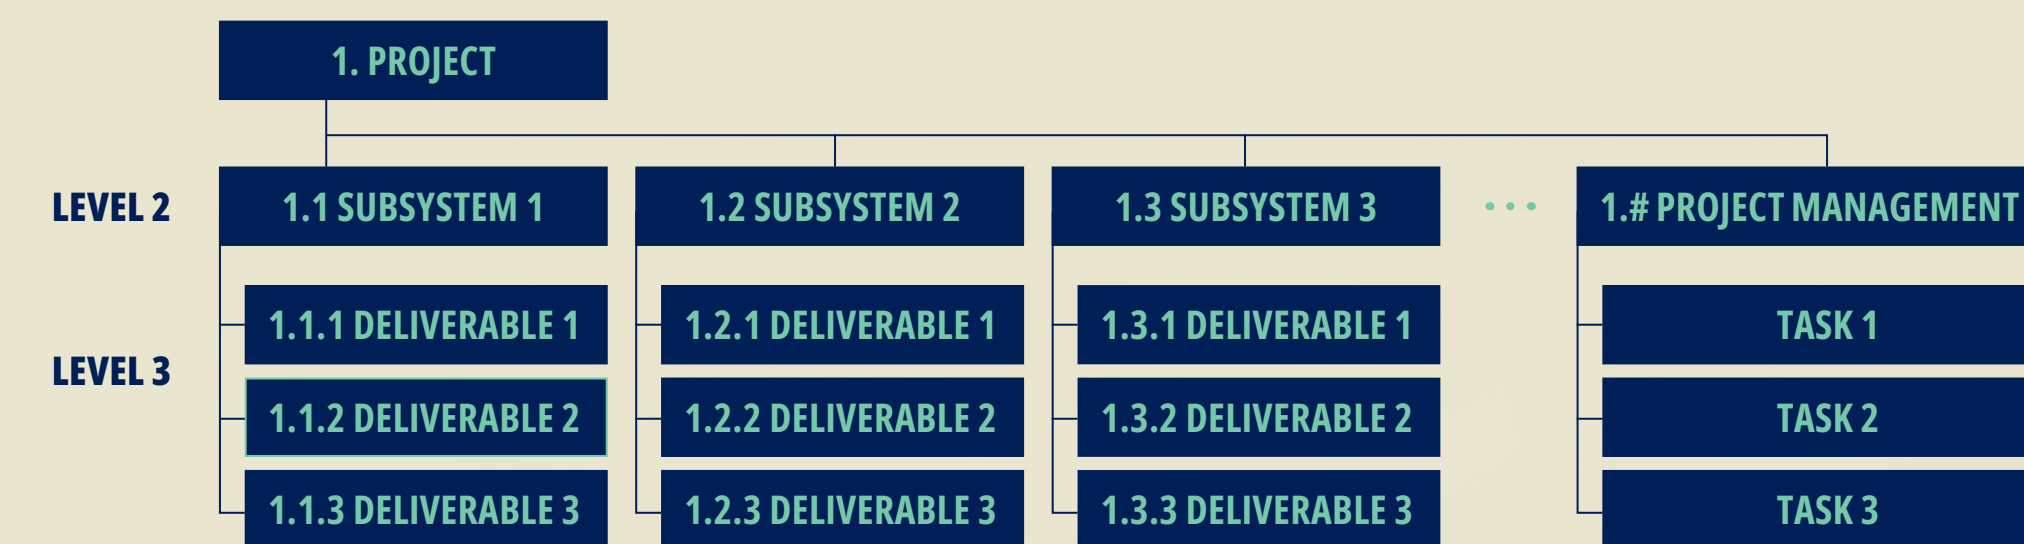 1. PROJECT
LEVEL 2
1.1 SUBSYSTEM 1
1.2 SUBSYSTEM 2
1.3 SUBSYSTEM 3
...
1.# PROJECT MANAGEMENT
LEVEL 3
1.1.1 DELIVERABLE 1
1.2.1 DELIVERABLE 1
1.3.1 DELIVERABLE 1
TASK 1
1.1.2 DELIVERABLE 2
1.2.2 DELIVERABLE 2
1.3.2 DELIVERABLE 2
TASK 2
1.1.3 DELIVERABLE 3
1.2.3 DELIVERABLE 3
1.3.3 DELIVERABLE 3
TASK 3